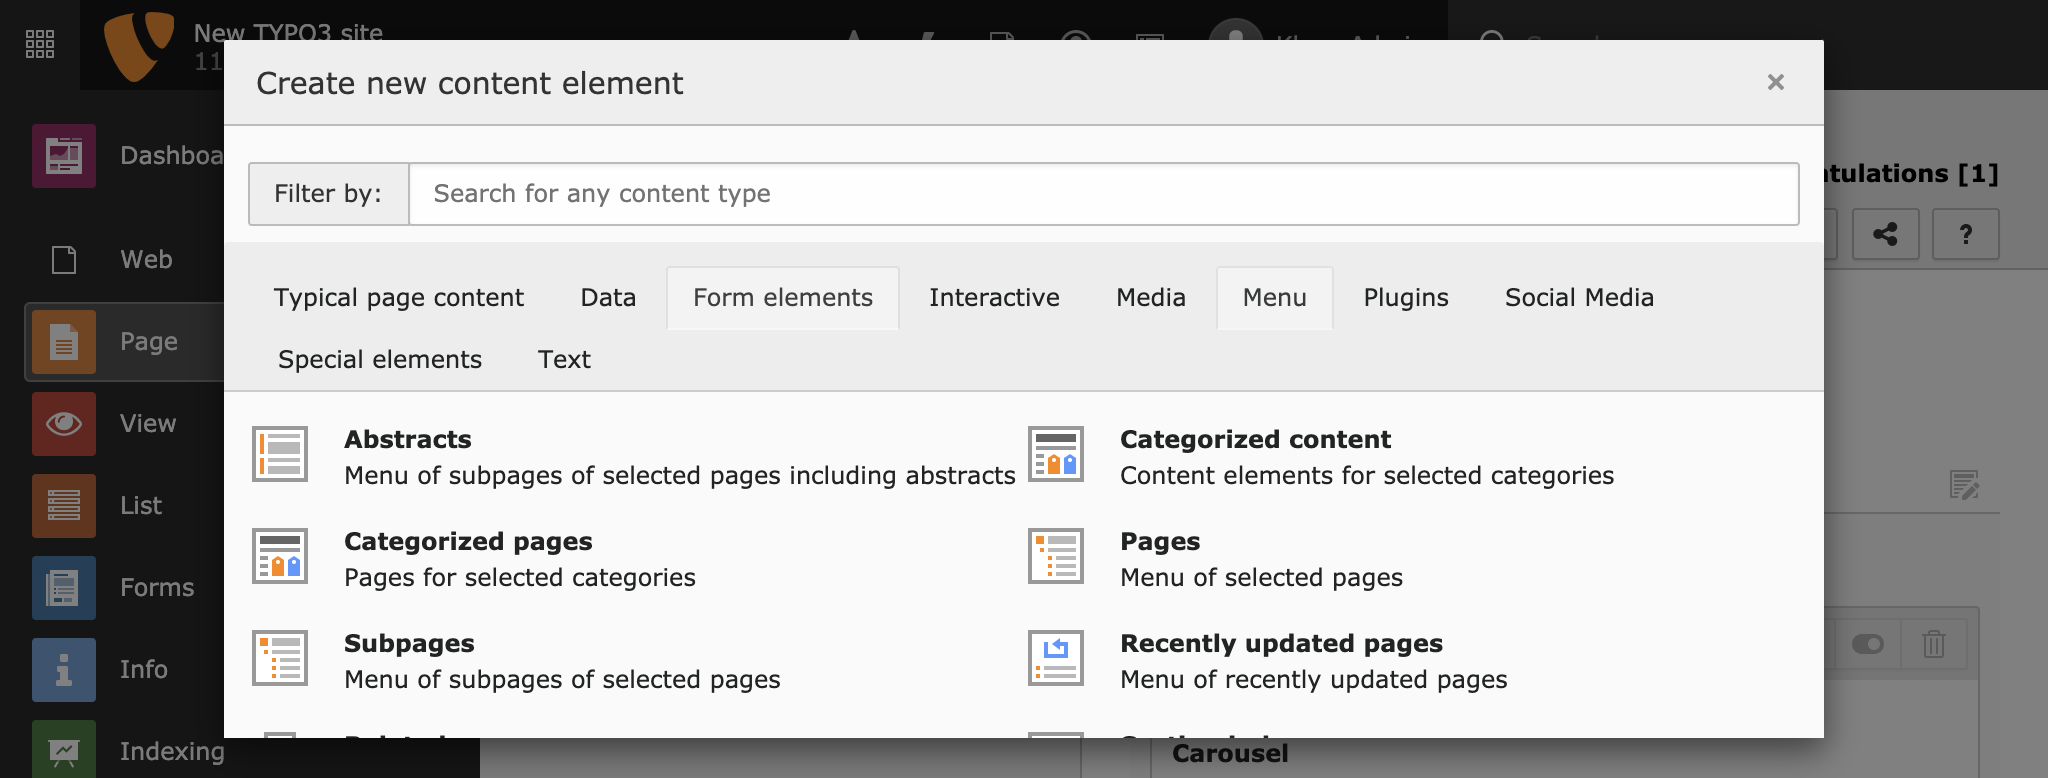 New TYPO3 site
11
Create new content element
×
Dashboa
Filter by:
Search for any content type
tulations [1]
?
Web
Typical page content
Data
Form elements
Interactive
Media
Menu
Plugins
Social Media
Page
Special elements
Text
View
Abstracts
Menu of subpages of selected pages including abstracts
Categorized content
Content elements for selected categories
List
Categorized pages
Pages for selected categories
Pages
Menu of selected pages
Forms
Subpages
Menu of subpages of selected pages
Recently updated pages
Menu of recently updated pages
Info
Indexing
Carousel